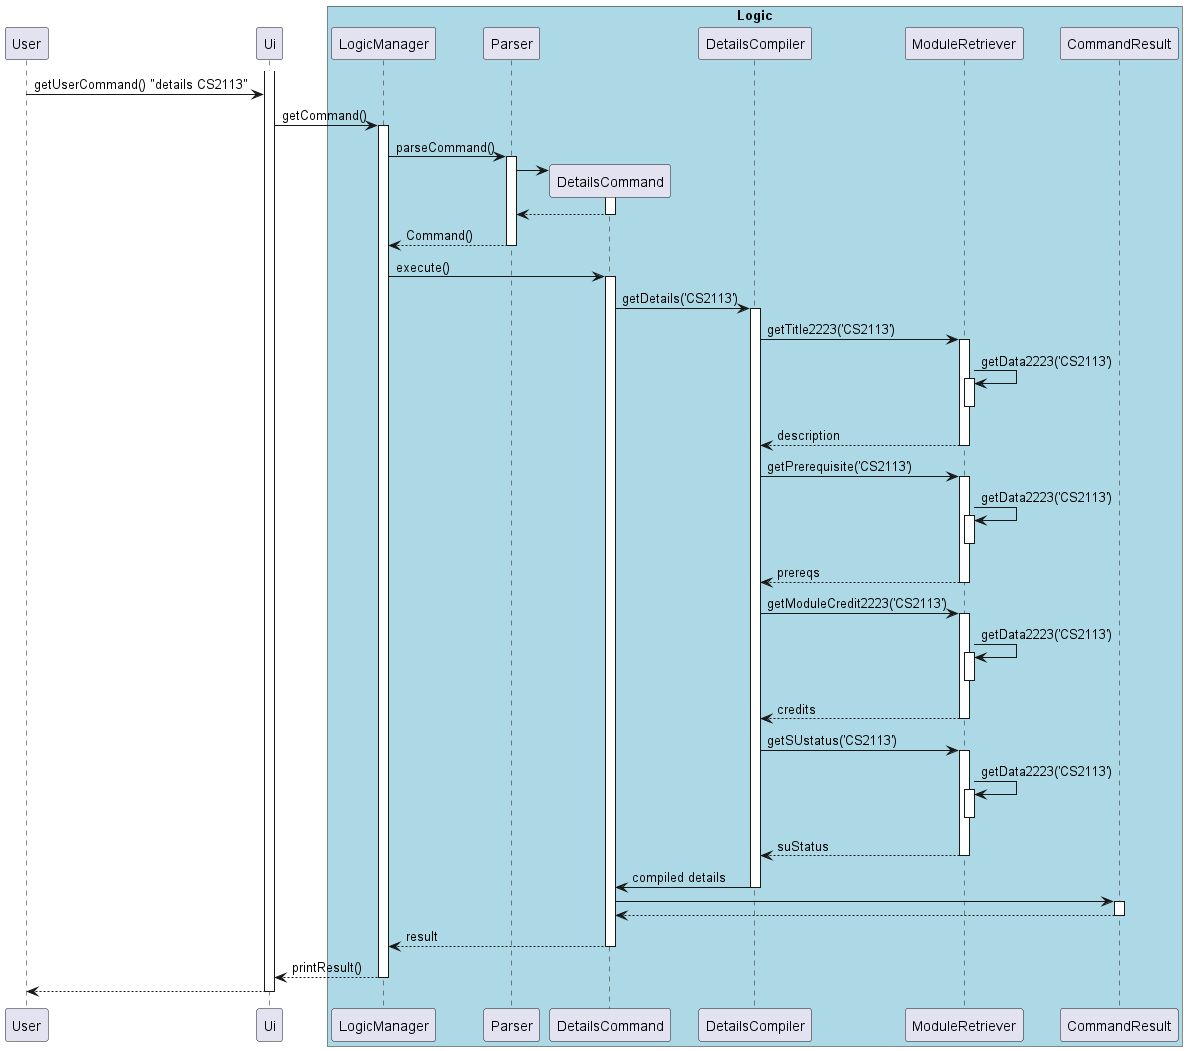 Logic
User
Ui
LogicManager
Parser
DetailsCompiler
ModuleRetriever
CommandResult
getUserCommand() "details CS2113"
getCommand()
parseCommand()
DetailsCommand
Command()
execute()
getDetails('CS2113')
getTitle2223('CS2113')
getData2223('CS2113')
description
getPrerequisite('CS2113')
getData2223('CS2113')
prereqs
getModuleCredit2223('CS2113')
getData2223('CS2113')
credits
getSUstatus('CS2113')
getData2223('CS2113')
suStatus
compiled details
result
printResult()
User
Ui
LogicManager
Parser
DetailsCommand
DetailsCompiler
ModuleRetriever
CommandResult